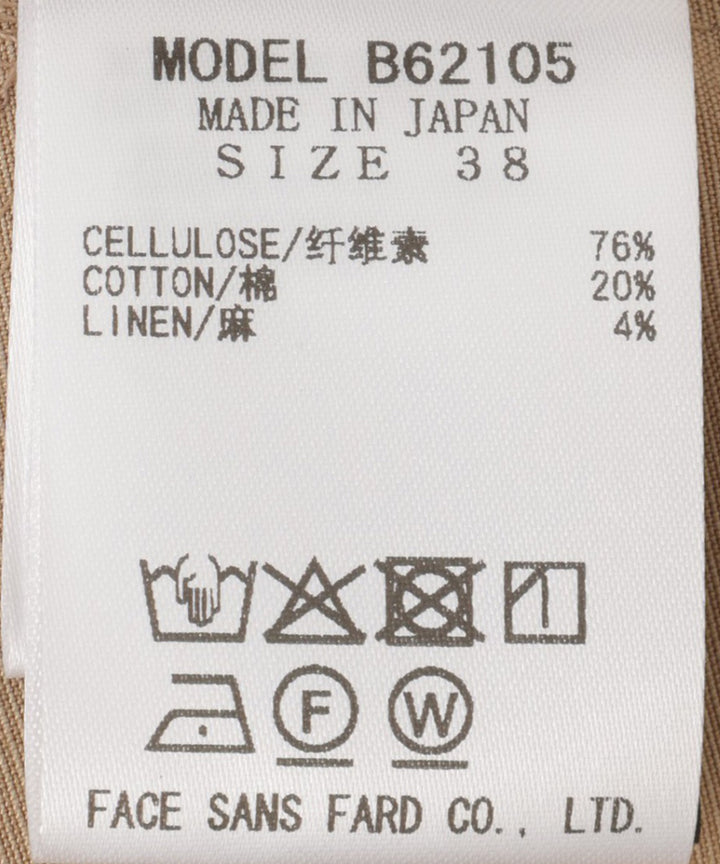 MODEL B62105
MADE IN JAPAN
SIZE 38
CELLULOSE/纤维素 76%
COTTON/棉 20%
LINEN/麻 4%
F W
FACE SANS FARD CO., LTD.